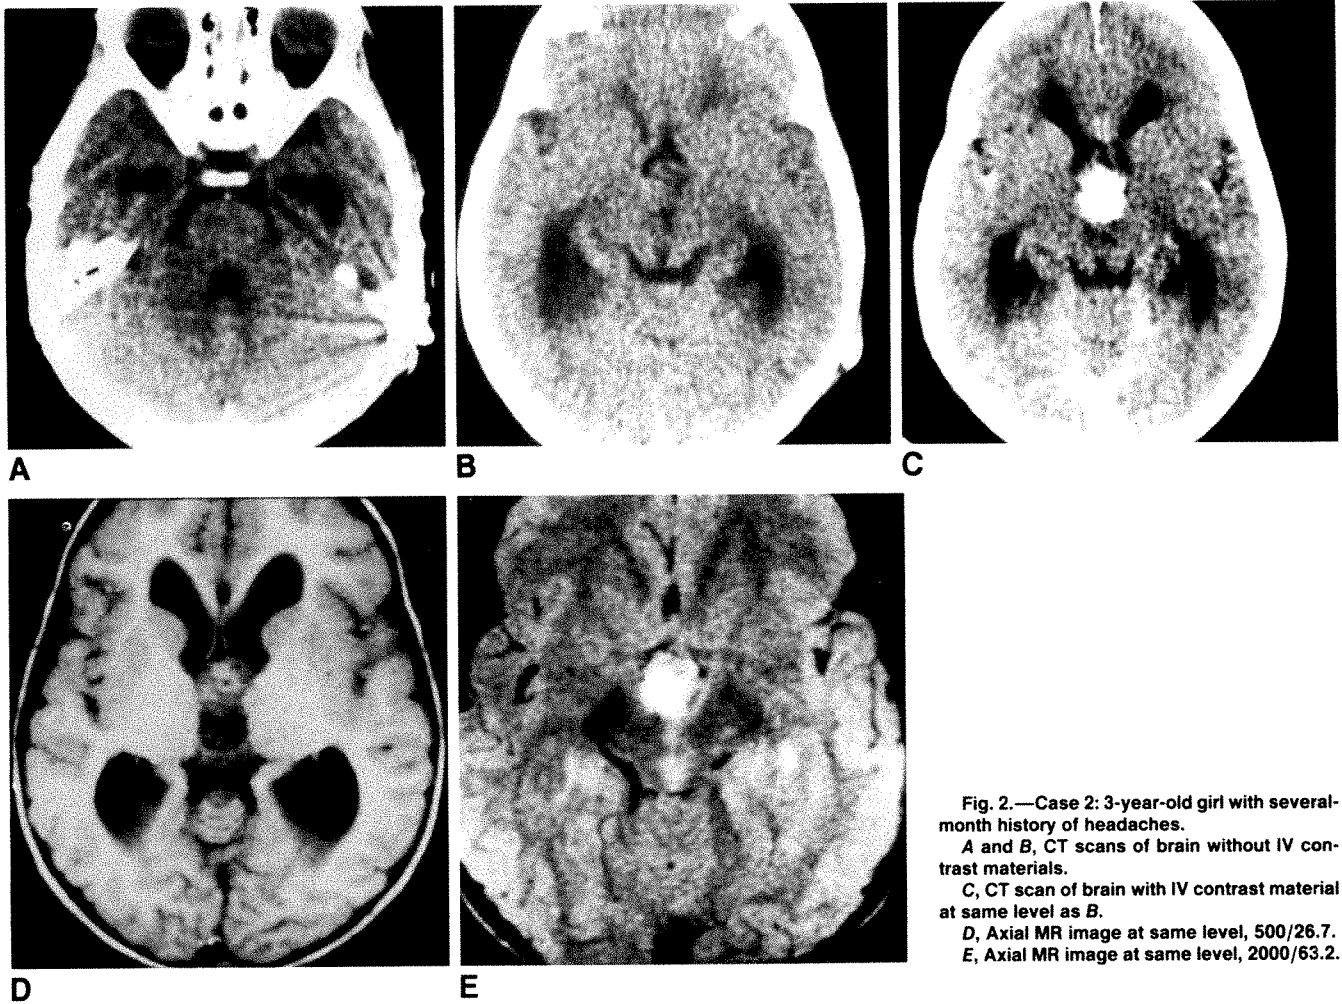 A
B
C
D
E
Fig. 2.—Case 2: 3-year-old girl with several-
month history of headaches.
A and B, CT scans of brain without IV con-
trast materials.
C, CT scan of brain with IV contrast material
at same level as B.
D, Axial MR image at same level, 500/26.7.
E, Axial MR image at same level, 2000/63.2.